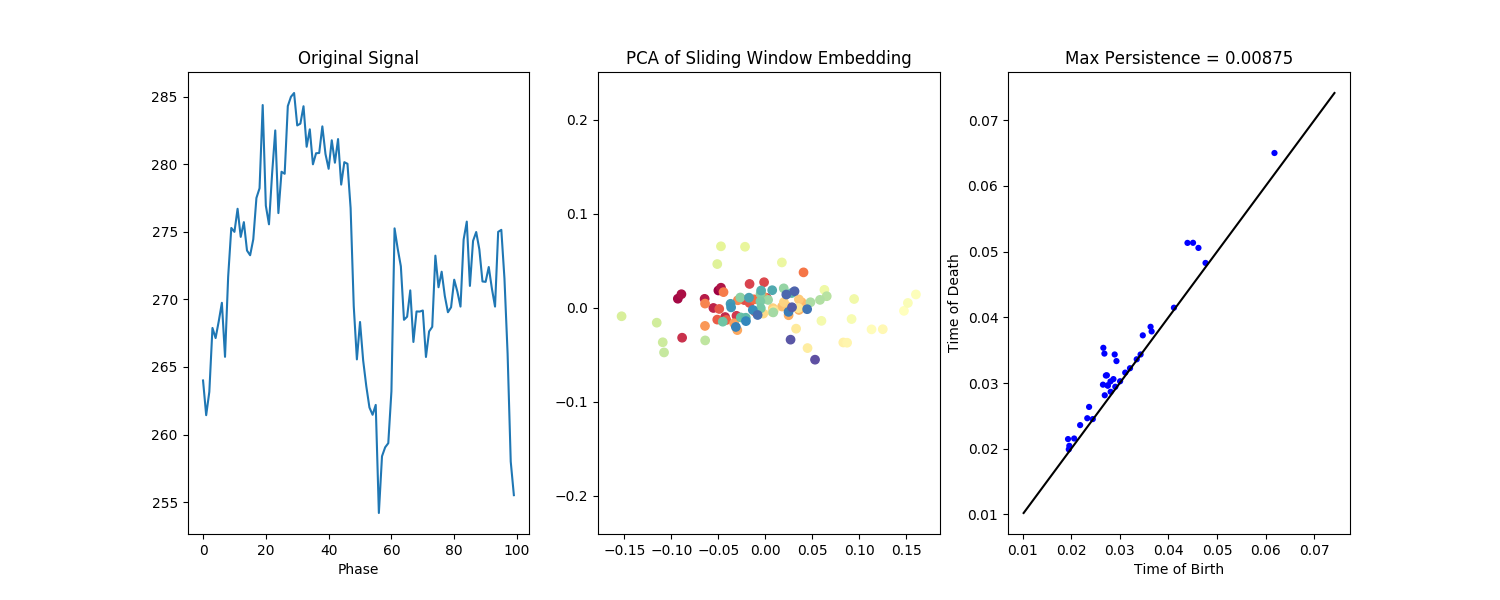 Original Signal
285
280
275
270
265
260
255
0 20 40 60 80 100
Phase
PCA of Sliding Window Embedding
0.2
0.1
0.0
−0.1
−0.2
−0.15 −0.10 −0.05 0.00 0.05 0.10 0.15
Max Persistence = 0.00875
Time of Death
0.07
0.06
0.05
0.04
0.03
0.02
0.01
0.01 0.02 0.03 0.04 0.05 0.06 0.07
Time of Birth